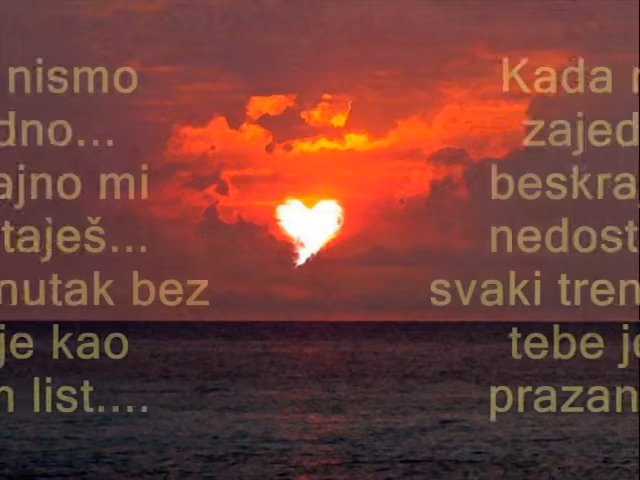 nismo
dno...
ajno mi
taješ...
nutak bez
je kao
n list....
Kada
zajed
beskra
nedost
svaki tren
tebe je
prazan